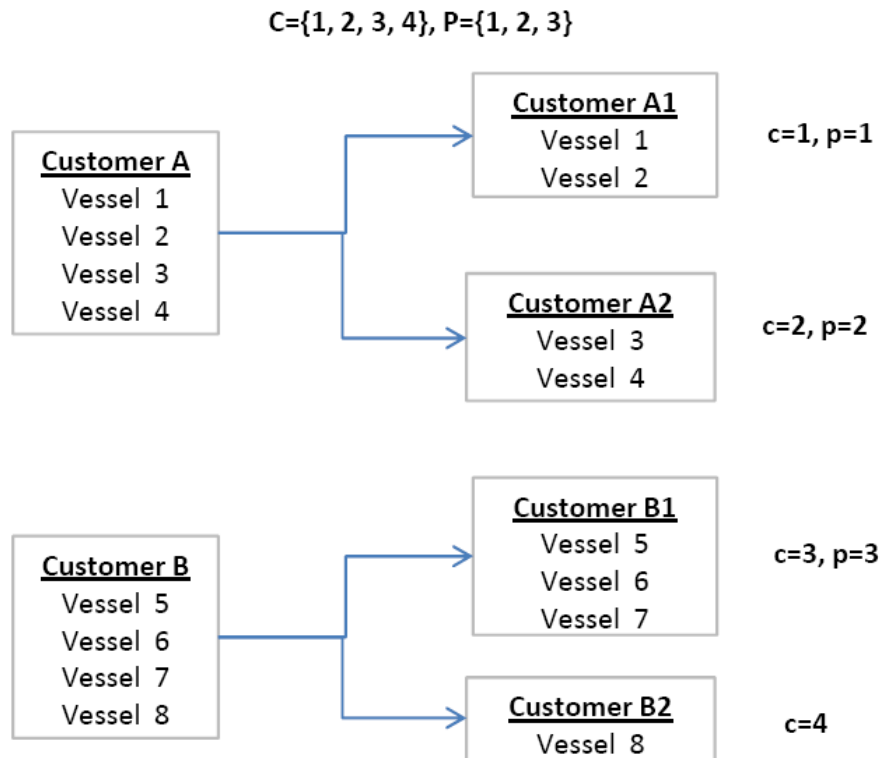 C={1, 2, 3, 4}, P={1, 2, 3}
Customer A
Vessel 1
Vessel 2
Vessel 3
Vessel 4
Customer A1
Vessel 1
Vessel 2
c=1, p=1
Customer A2
Vessel 3
Vessel 4
c=2, p=2
Customer B
Vessel 5
Vessel 6
Vessel 7
Vessel 8
Customer B1
Vessel 5
Vessel 6
Vessel 7
c=3, p=3
Customer B2
Vessel 8
c=4